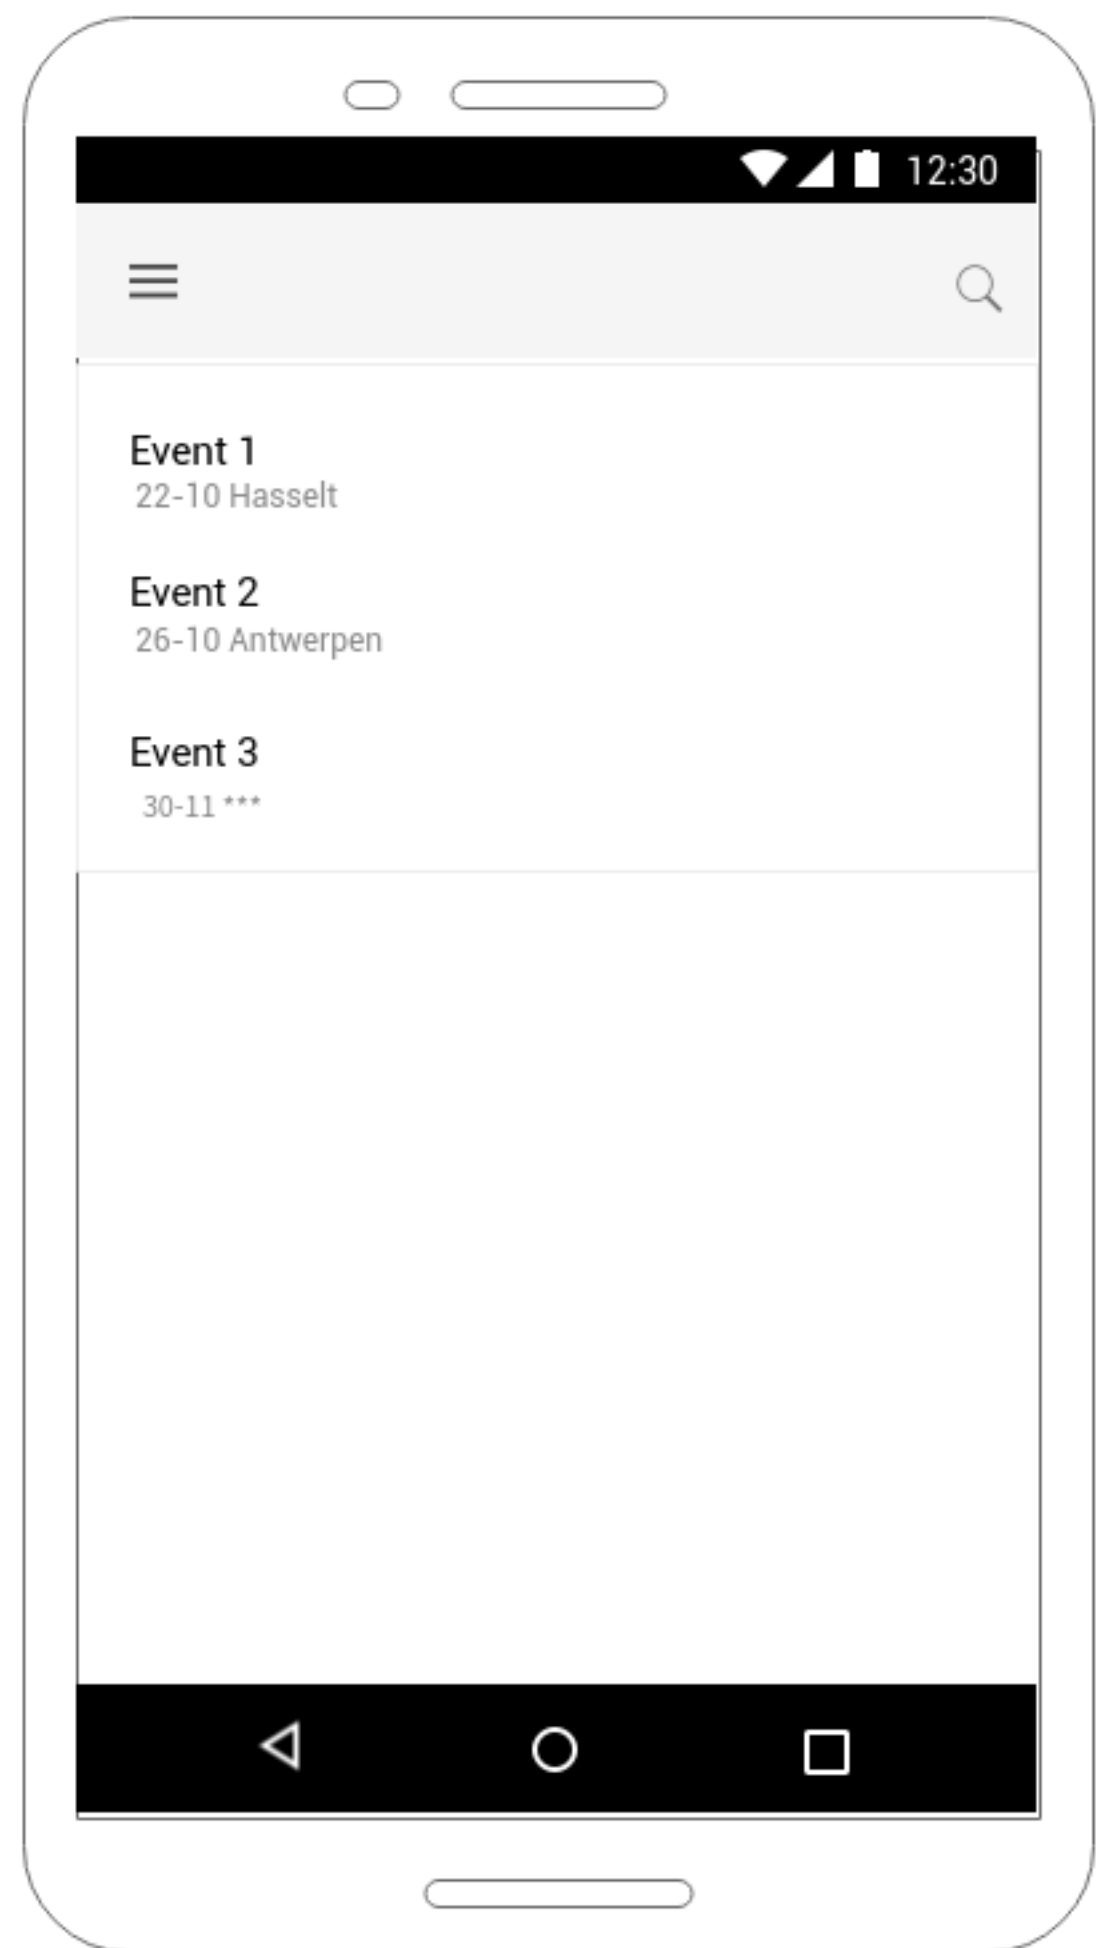 12:30
Event 1
22-10 Hasselt
Event 2
26-10 Antwerpen
Event 3
30-11 ***